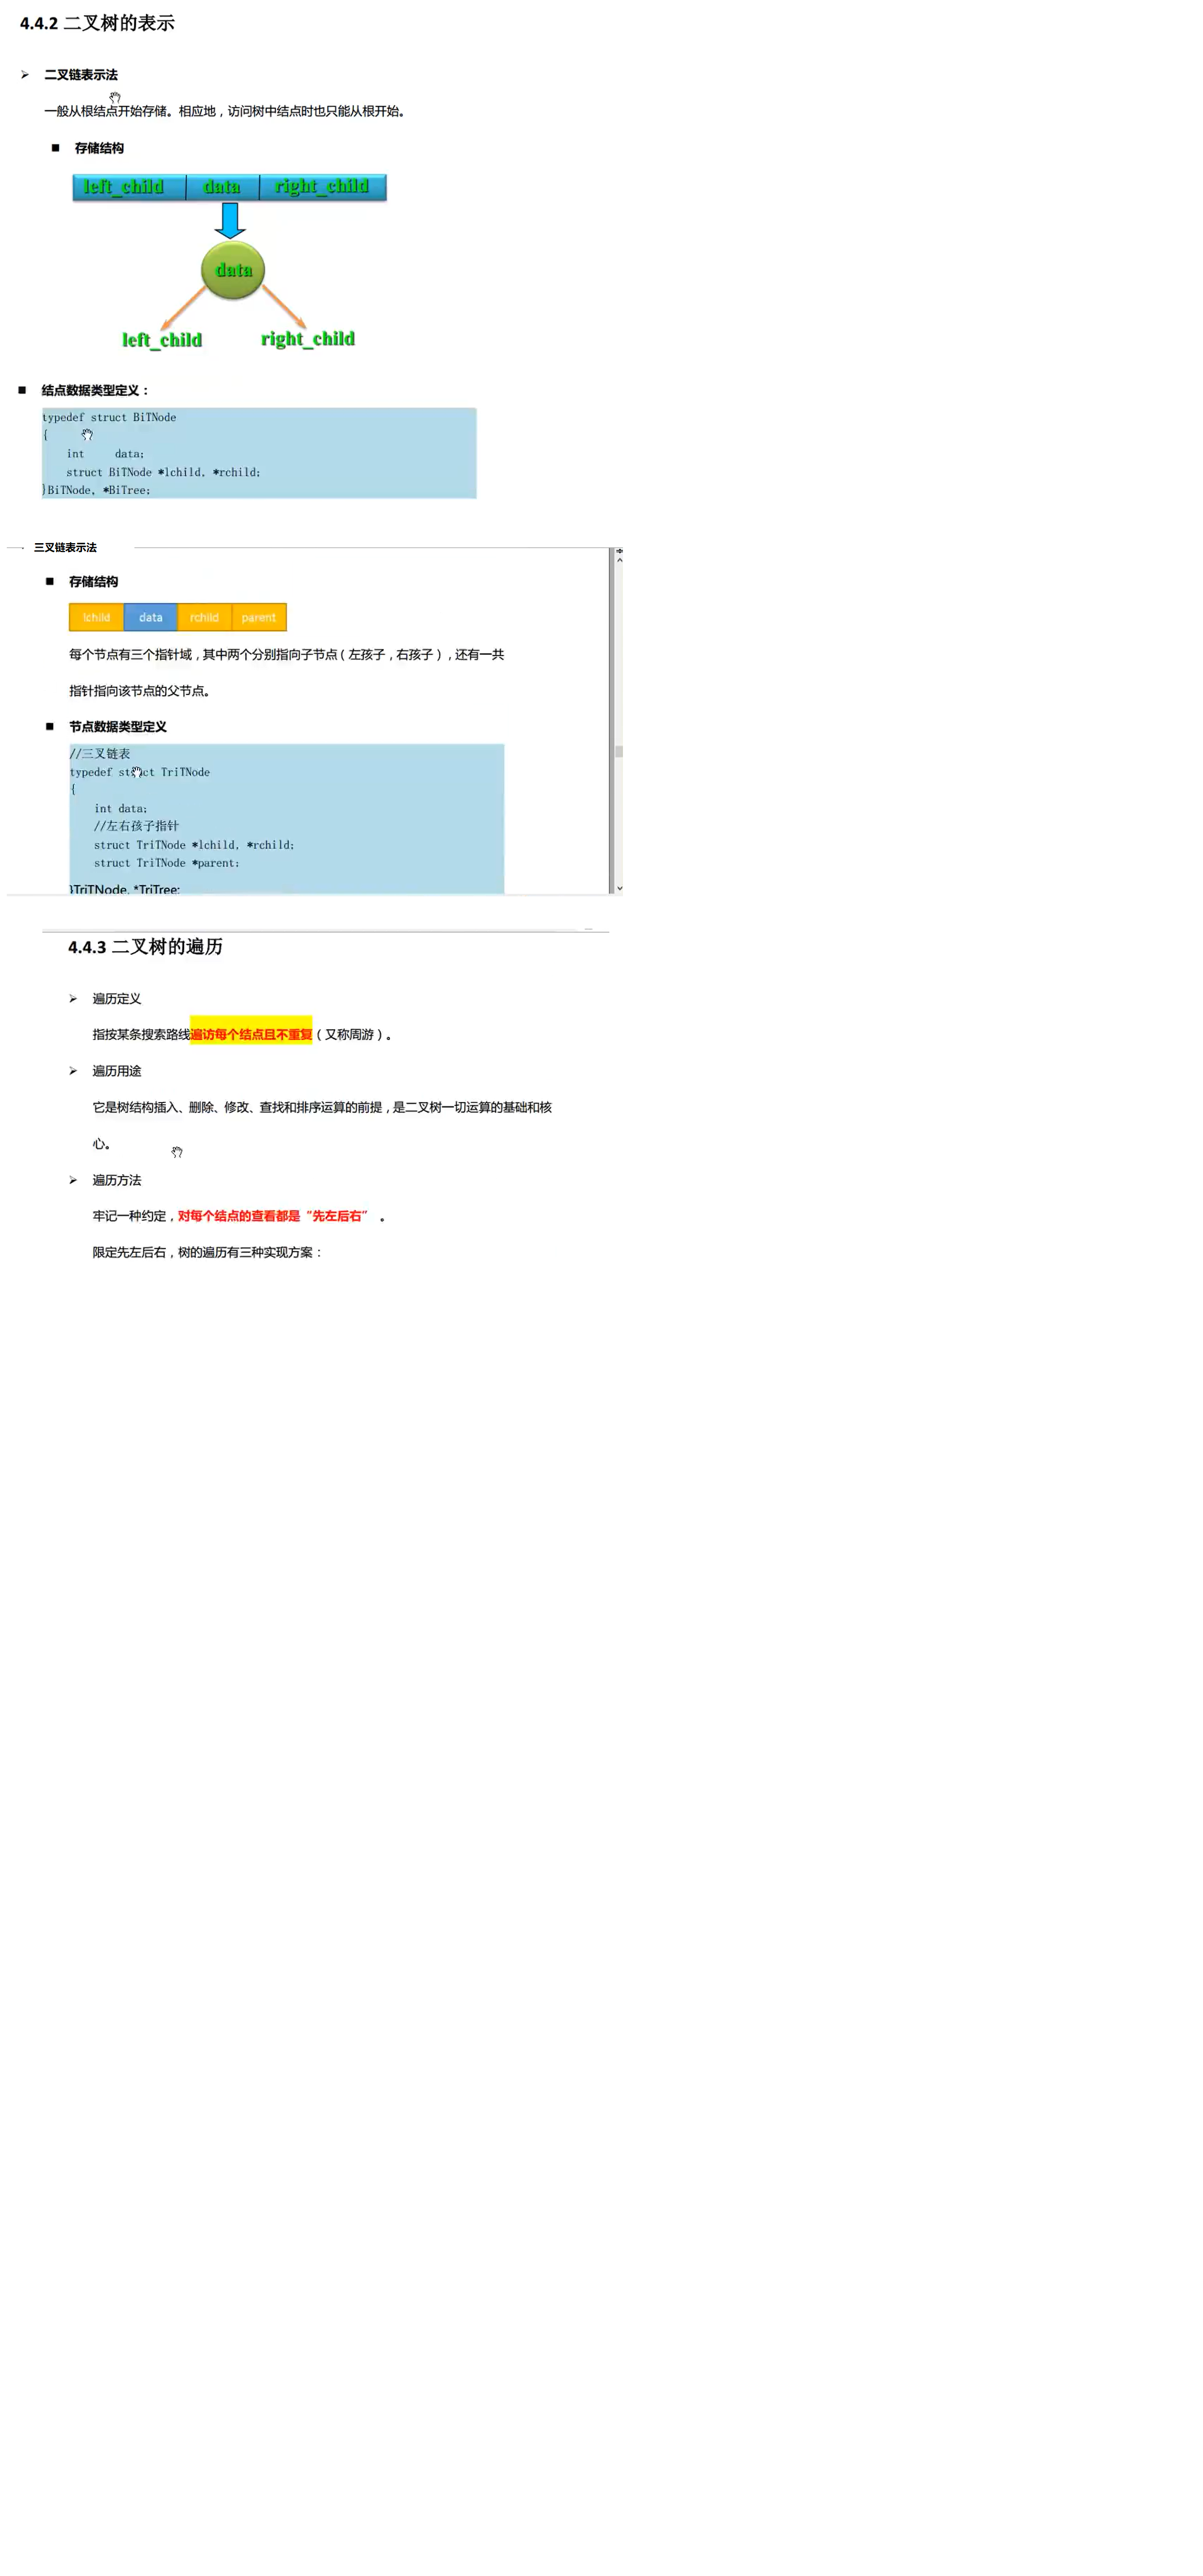 4.4.2 二叉树的表示
二叉链表示法
一般从根结点开始存储。相应地，访问树中结点时也只能从根开始。
存储结构
left_child data right_child
data
left_child right_child
结点数据类型定义：
typedef struct BiTNode
{
int data;
struct BiTNode *lchild, *rchild;
}BiTNode, *BiTree;
三叉链表示法
存储结构
lchild data rchild parent
每个节点有三个指针域，其中两个分别指向子节点（左孩子，右孩子），还有一共
指针指向该节点的父节点。
节点数据类型定义
//三叉链表
typedef struct TriTNode
{
int data;
//左右孩子指针
struct TriTNode *lchild, *rchild;
struct TriTNode *parent;
}TriTNode, *TriTree;
4.4.3 二叉树的遍历
遍历定义
指按某条搜索路线遍访每个结点且不重复（又称周游）。
遍历用途
它是树结构插入、删除、修改、查找和排序运算的前提，是二叉树一切运算的基础和核
心。
遍历方法
牢记一种约定，对每个结点的查看都是“先左后右” 。
限定先左后右，树的遍历有三种实现方案：